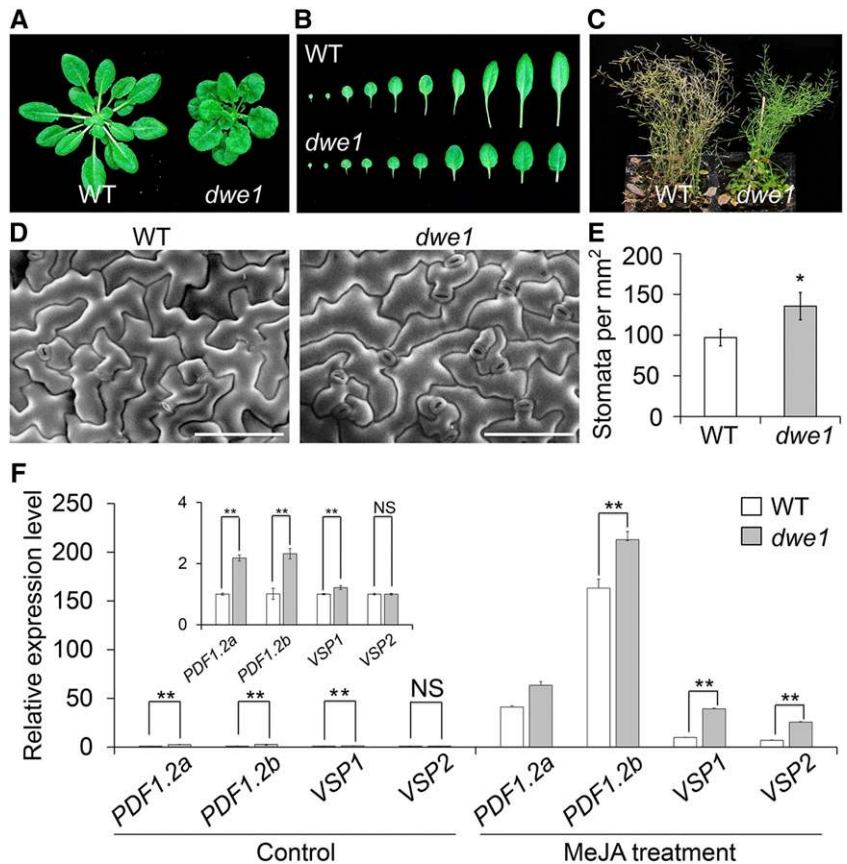 A
WT
dwe1
B
WT
dwe1
C
WT
dwe1
D
WT
dwe1
E
Stomata per mm²
200
150
100
50
0
*
WT
dwe1
F
Relative expression level
250
200
150
100
50
0
4
2
0
**
**
**
NS
PDF1.2a
PDF1.2b
VSP1
VSP2
WT
dwe1
**
**
**
NS
**
**
**
PDF1.2a
PDF1.2b
VSP1
VSP2
PDF1.2a
PDF1.2b
VSP1
VSP2
Control
MeJA treatment